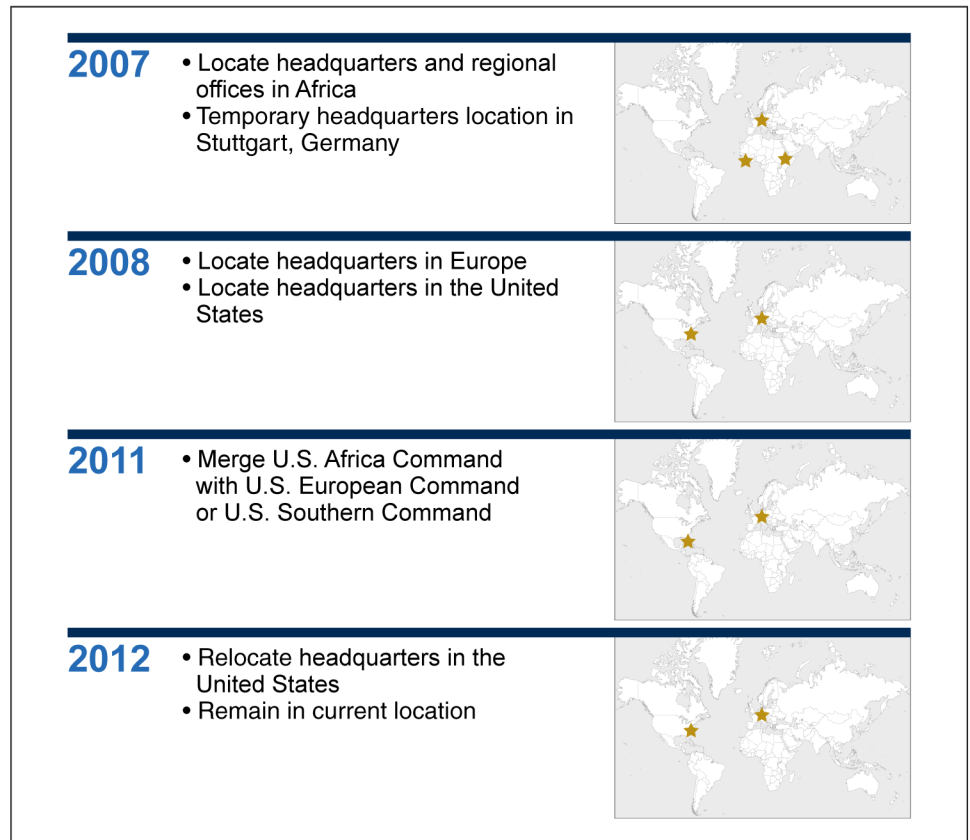 2007
• Locate headquarters and regional
offices in Africa
• Temporary headquarters location in
Stuttgart, Germany
2008
• Locate headquarters in Europe
• Locate headquarters in the United
States
2011
• Merge U.S. Africa Command
with U.S. European Command
or U.S. Southern Command
2012
• Relocate headquarters in the
United States
• Remain in current location